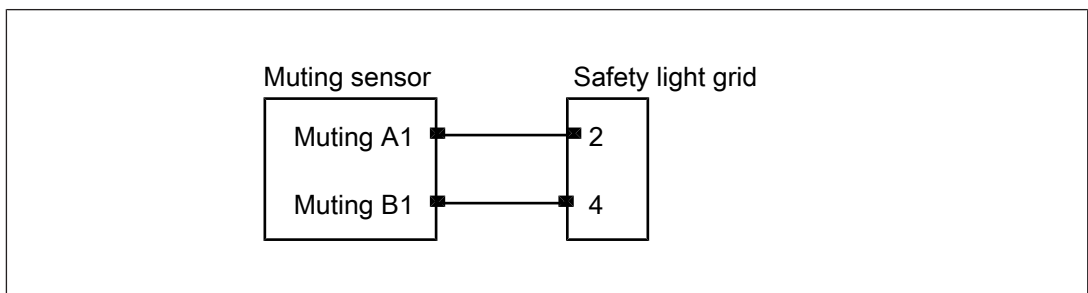 Muting sensor
Safety light grid
Muting A1
2
Muting B1
4